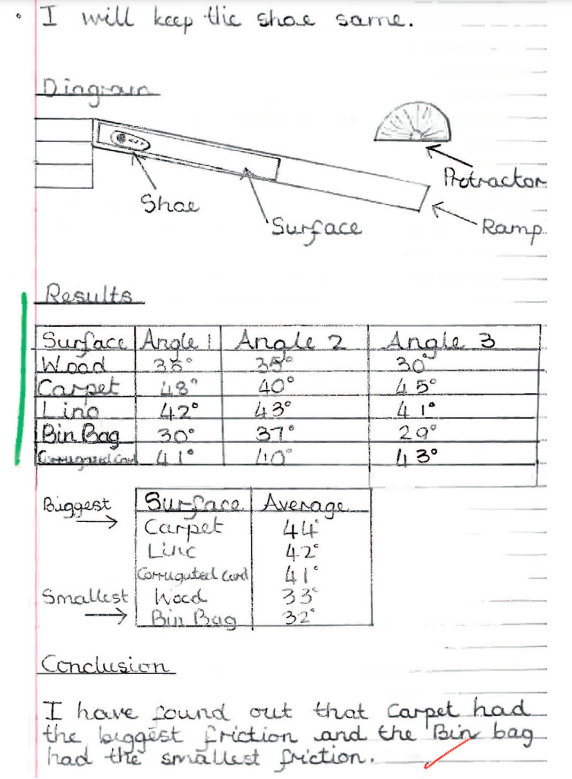 • I will keep the shoe same.
Diagram
Protractor
Shoe
Surface
Ramp.
Results
Surface Angle 1 Angle 2 Angle 3
Wood 35° 35° 30°
Carpet 48° 40° 45°
Lino 42° 43° 41°
Bin Bag 30° 37° 29°
Corrugated Card 41° 40° 43°
Biggest
Surface Average
Carpet 44°
Lino 42°
Corrugated Card 41°
Smallest
Wood 33°
Bin Bag 32°
Conclusion
I have found out that Carpet had
the biggest friction and the Bin bag
had the smallest friction.